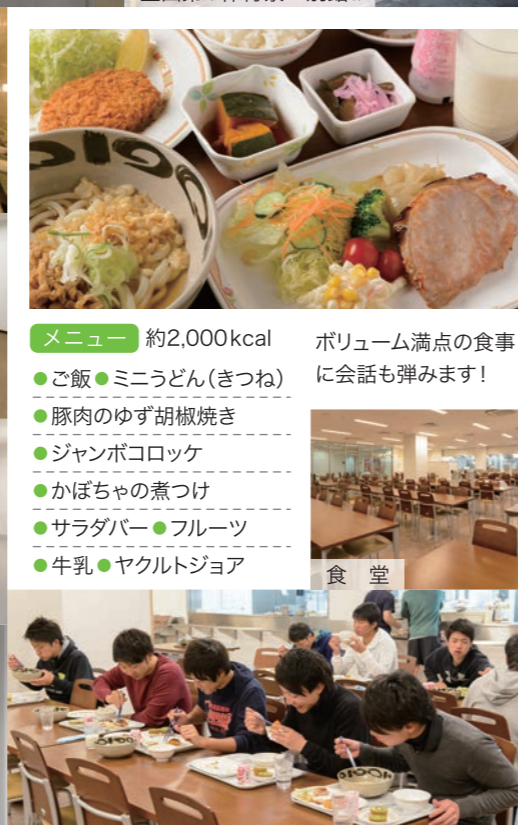 メニュー 約2,000kcal
●ご飯●ミニうどん(きつね)
●豚肉のゆず胡椒焼き
●ジャンボコロッケ
●かぼちゃの煮つけ
●サラダバー●フルーツ
●牛乳●ヤクルトジョア
ボリューム満点の食事
に会話も弾みます!
食 堂